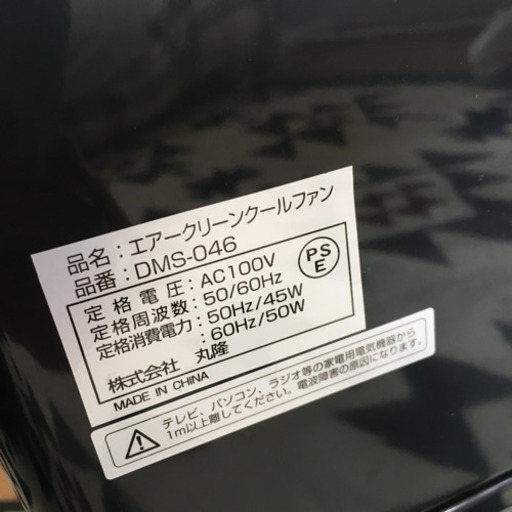 品名：エアークリーンクールファン
品番：DMS-046
定格電圧：AC100V
定格周波数：50/60Hz
定格消費電力：50Hz/45W
60Hz/50W
株式会社 丸隆
MADE IN CHINA
PS
E
テレビ、パソコン、ラジオ等の家電用電気機器から
1m以上離してください。電波障害の原因になります。